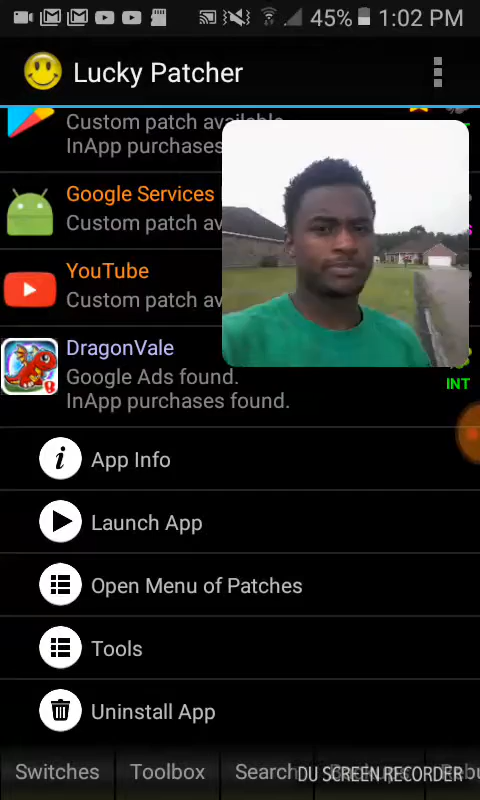 45% 1:02 PM
Lucky Patcher
Custom patch available.
InApp purchases
Google Services
Custom patch av
YouTube
Custom patch av
DragonVale
Google Ads found.
INT
InApp purchases found.
App Info
Launch App
Open Menu of Patches
Tools
Uninstall App
Switches Toolbox Search
DU SCREEN RECORDER